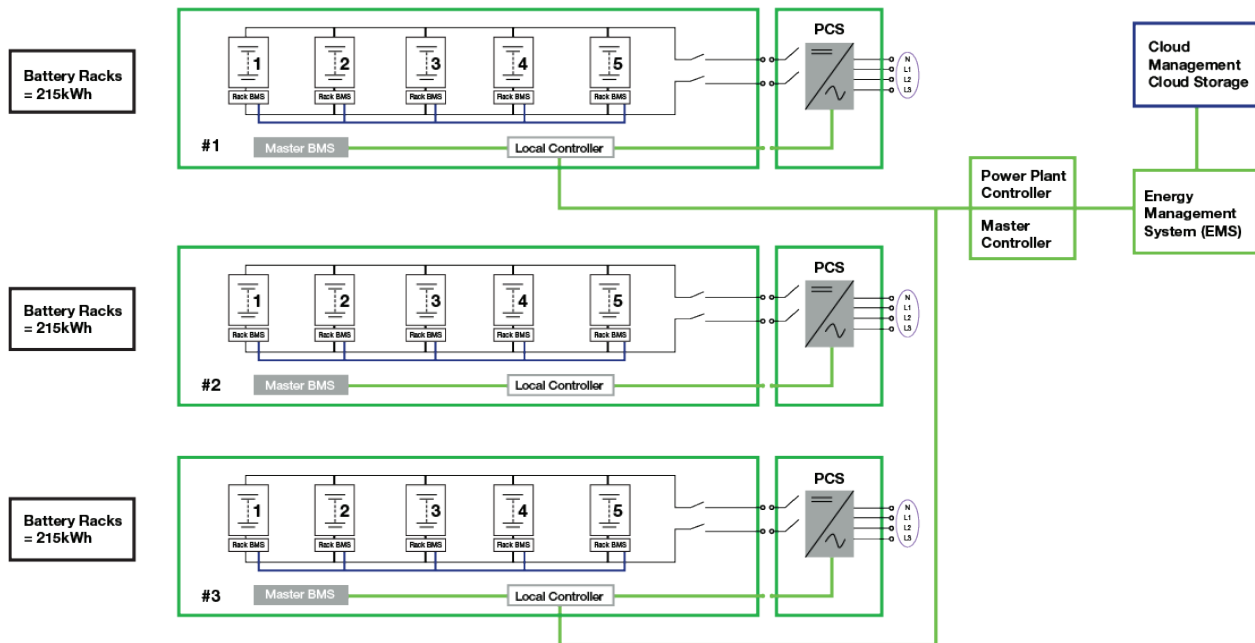 Battery Racks
= 215kWh
1
2
3
4
5
Rack BMS
Rack BMS
Rack BMS
Rack BMS
Rack BMS
#1
Master BMS
Local Controller
PCS
N
L1
L2
L3
Cloud
Management
Cloud Storage
Power Plant
Controller
Master
Controller
Energy
Management
System (EMS)
Battery Racks
= 215kWh
1
2
3
4
5
Rack BMS
Rack BMS
Rack BMS
Rack BMS
Rack BMS
#2
Master BMS
Local Controller
PCS
N
L1
L2
L3
Battery Racks
= 215kWh
1
2
3
4
5
Rack BMS
Rack BMS
Rack BMS
Rack BMS
Rack BMS
#3
Master BMS
Local Controller
PCS
N
L1
L2
L3